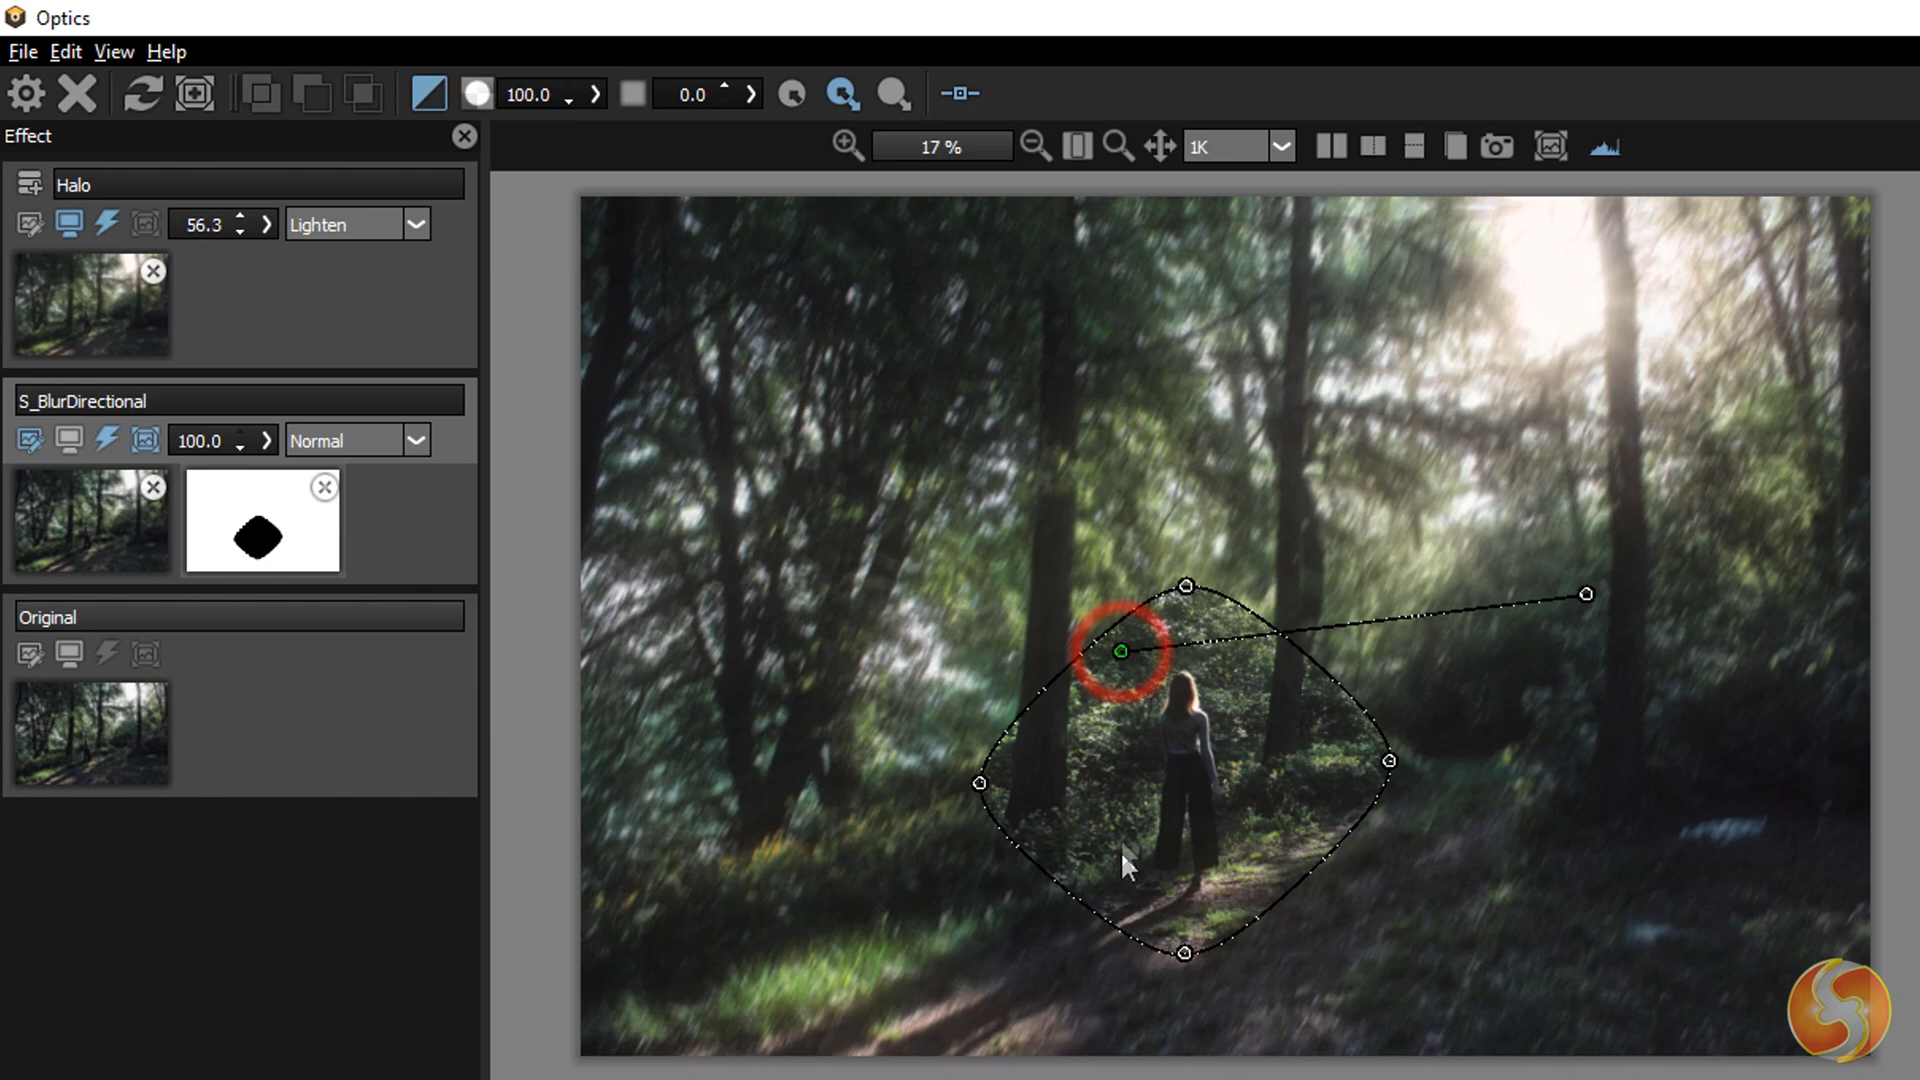 Optics
File Edit View Help
100.0
0.0
Effect
17 %
1K
Halo
56.3
Lighten
S_BlurDirectional
100.0
Normal
Original